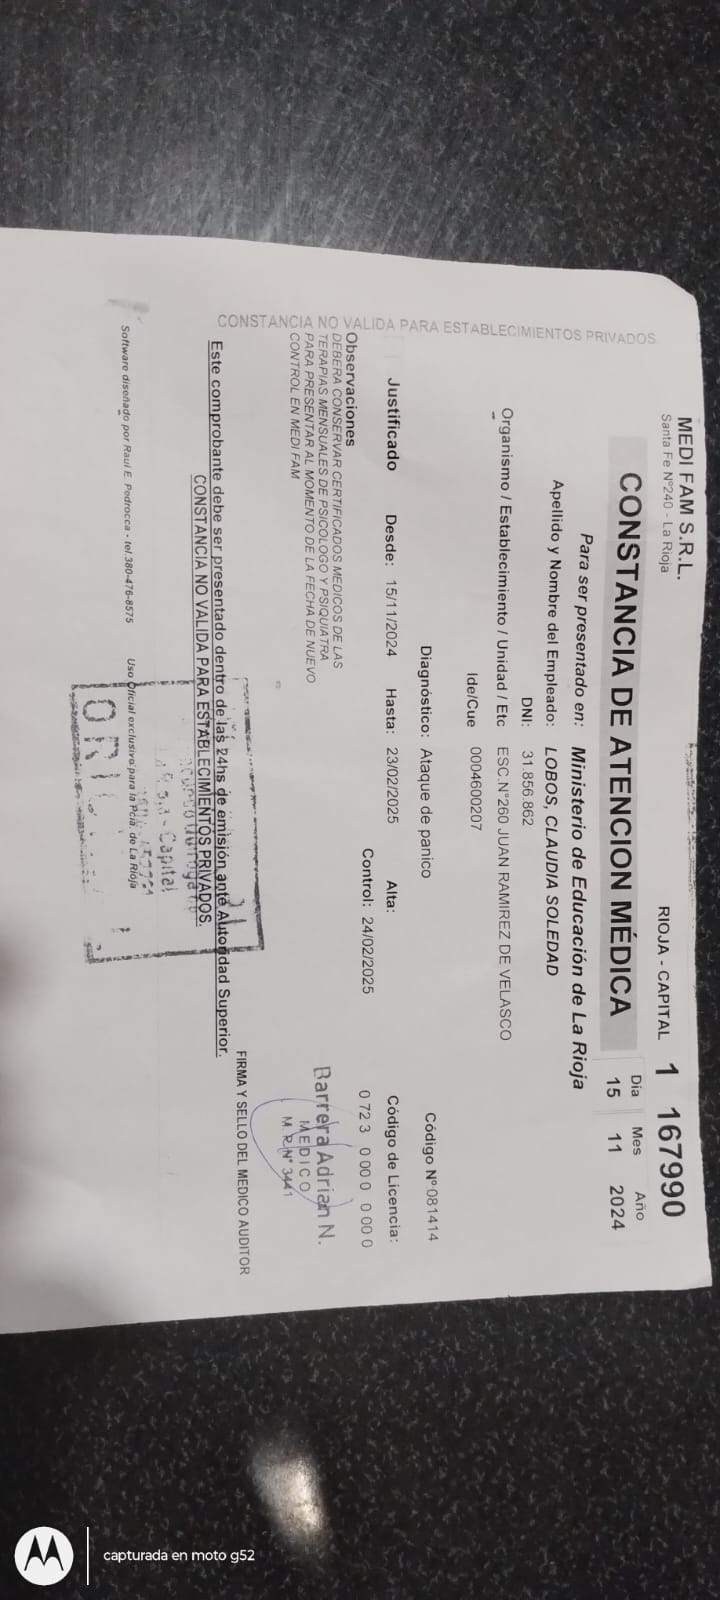 MEDI FAM S.R.L.
Santa Fe Nº240 - La Rioja
RIOJA - CAPITAL 1 167990
CONSTANCIA DE ATENCION MÉDICA
Dia Mes Año
15 11 2024
Para ser presentado en: Ministerio de Educación de La Rioja
Apellido y Nombre del Empleado: LOBOS, CLAUDIA SOLEDAD
DNI: 31.856.862
Organismo / Establecimiento / Unidad / Etc ESC.N°260 JUAN RAMIREZ DE VELASCO
Ide/Cue 0004600207
Diagnóstico: Ataque de panico Código Nº 081414
Justificado Desde: 15/11/2024 Hasta: 23/02/2025 Alta: Código de Licencia:
Control: 24/02/2025 0 72 3 0 00 0 0 00 0
Observaciones
DEBERA CONSERVAR CERTIFICADOS MEDICOS DE LAS
TERAPIAS MENSUALES DE PSICOLOGO Y PSIQUIATRA
PARA PRESENTAR AL MOMENTO DE LA FECHA DE NUEVO
CONTROL EN MEDI FAM
Barrera Adrian N.
MEDICO
M.P.Nº 3441
FIRMA Y SELLO DEL MEDICO AUDITOR
Este comprobante debe ser presentado dentro de las 24hs de emisión ante Autoridad Superior.
CONSTANCIA NO VALIDA PARA ESTABLECIMIENTOS PRIVADOS.
Capital
Software diseñado por Raul E. Pedrocca - tel.380-476-8575 Uso Oficial exclusivo para la Pcia. de La Rioja
CONSTANCIA NO VALIDA PARA ESTABLECIMIENTOS PRIVADOS
capturada en moto g52